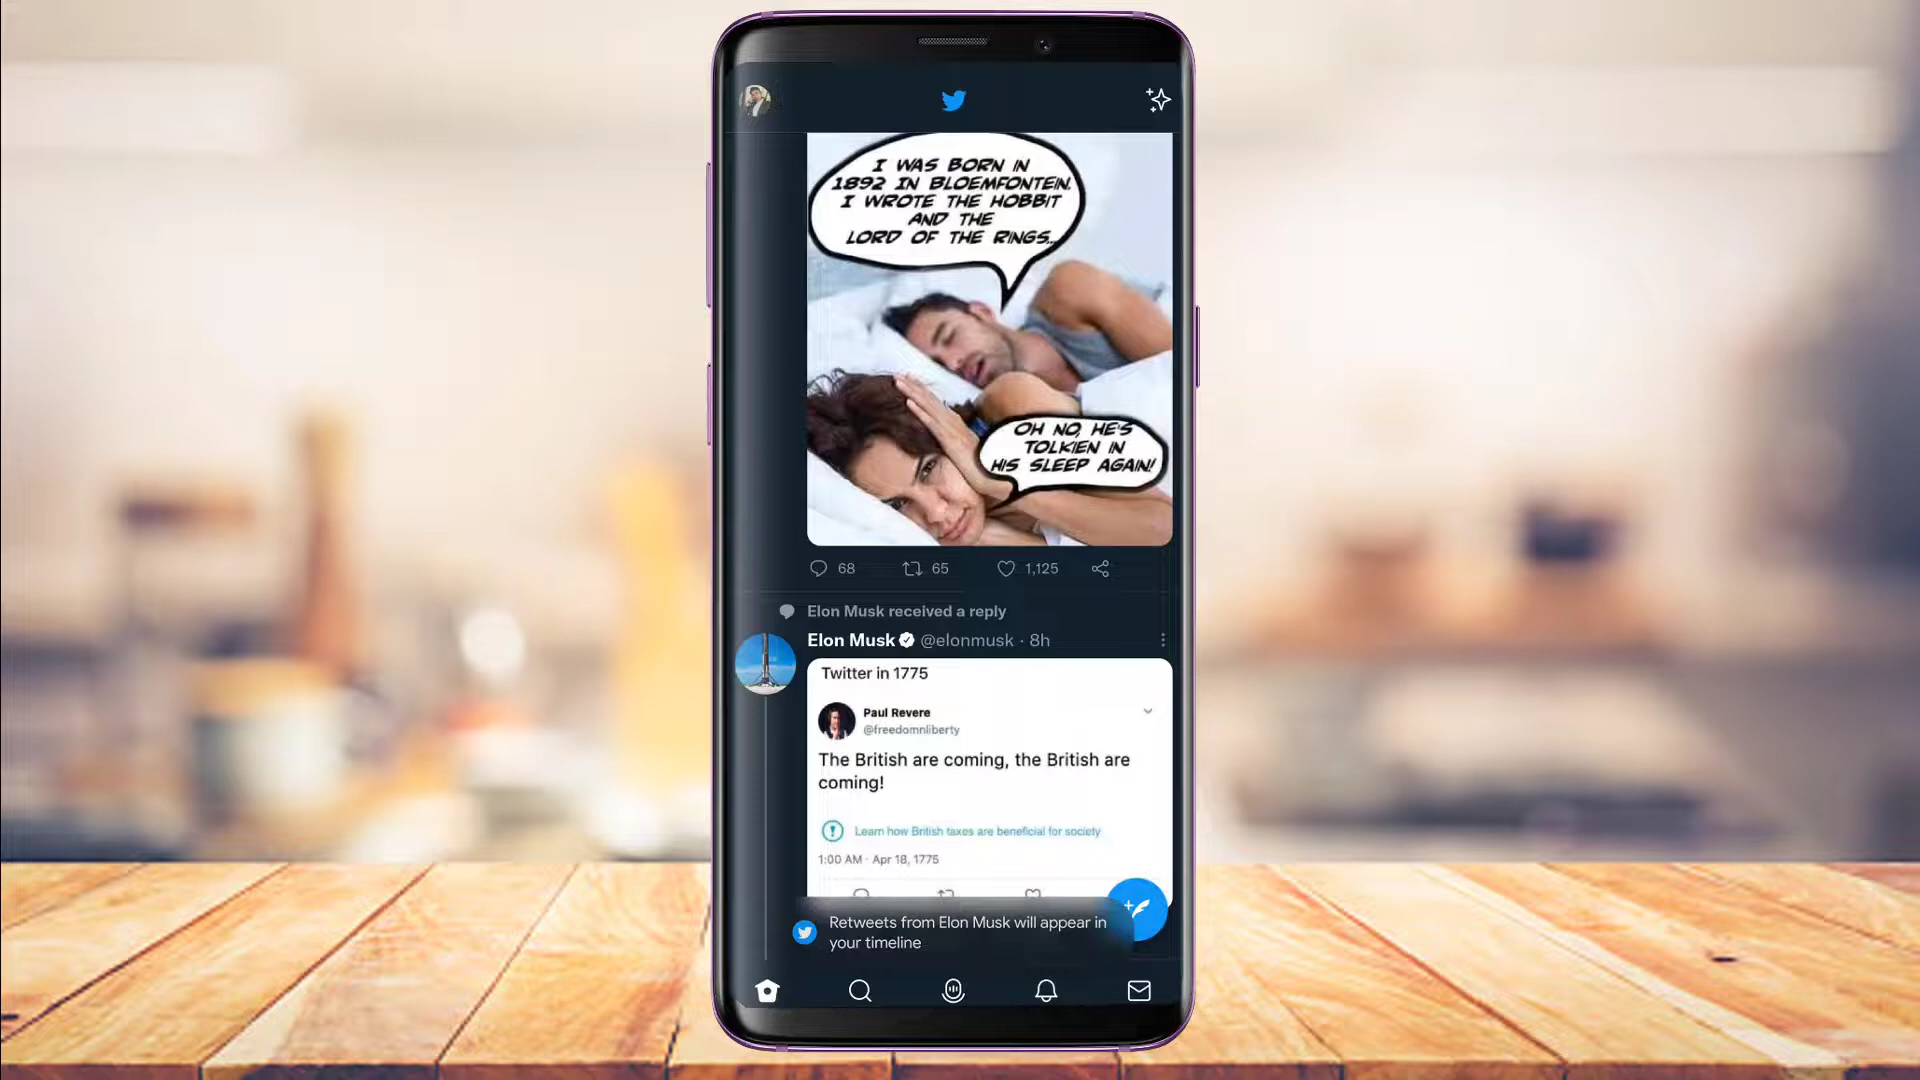 I WAS BORN IN
1892 IN BLOEMFONTEIN.
I WROTE THE HOBBIT
AND THE
LORD OF THE RINGS...
OH NO, HE'S
TOLKIEN IN
HIS SLEEP AGAIN!
68 65 1,125
Elon Musk received a reply
Elon Musk @elonmusk · 8h
Twitter in 1775
Paul Revere
@freedomnliberty
The British are coming, the British are
coming!
Learn how British taxes are beneficial for society
1:00 AM · Apr 18, 1775
Retweets from Elon Musk will appear in
your timeline